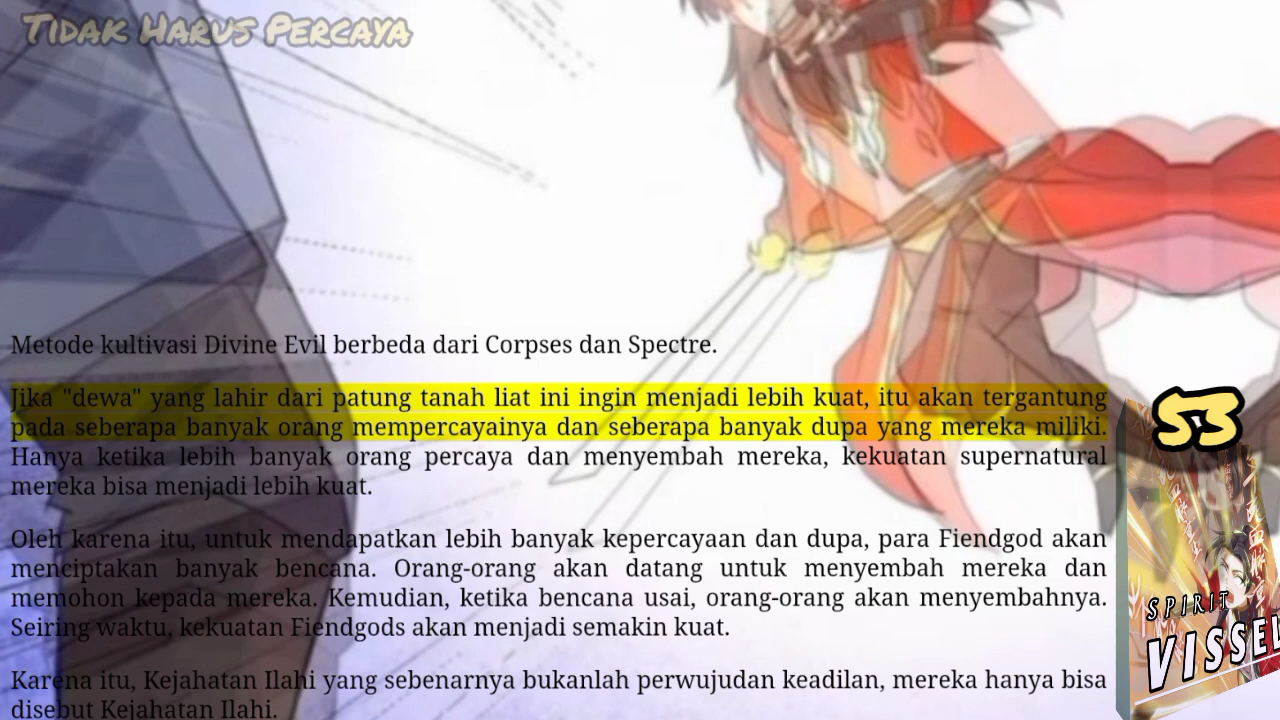 Tidak Harus Percaya
Metode kultivasi Divine Evil berbeda dari Corpses dan Spectre.
Jika "dewa" yang lahir dari patung tanah liat ini ingin menjadi lebih kuat, itu akan tergantung
pada seberapa banyak orang mempercayainya dan seberapa banyak dupa yang mereka miliki.
Hanya ketika lebih banyak orang percaya dan menyembah mereka, kekuatan supernatural
mereka bisa menjadi lebih kuat.
Oleh karena itu, untuk mendapatkan lebih banyak kepercayaan dan dupa, para Fiendgod akan
menciptakan banyak bencana. Orang-orang akan datang untuk menyembah mereka dan
memohon kepada mereka. Kemudian, ketika bencana usai, orang-orang akan menyembahnya.
Seiring waktu, kekuatan Fiendgods akan menjadi semakin kuat.
Karena itu, Kejahatan Ilahi yang sebenarnya bukanlah perwujudan keadilan, mereka hanya bisa
disebut Kejahatan Ilahi.
53
SPIRIT
VISSEL